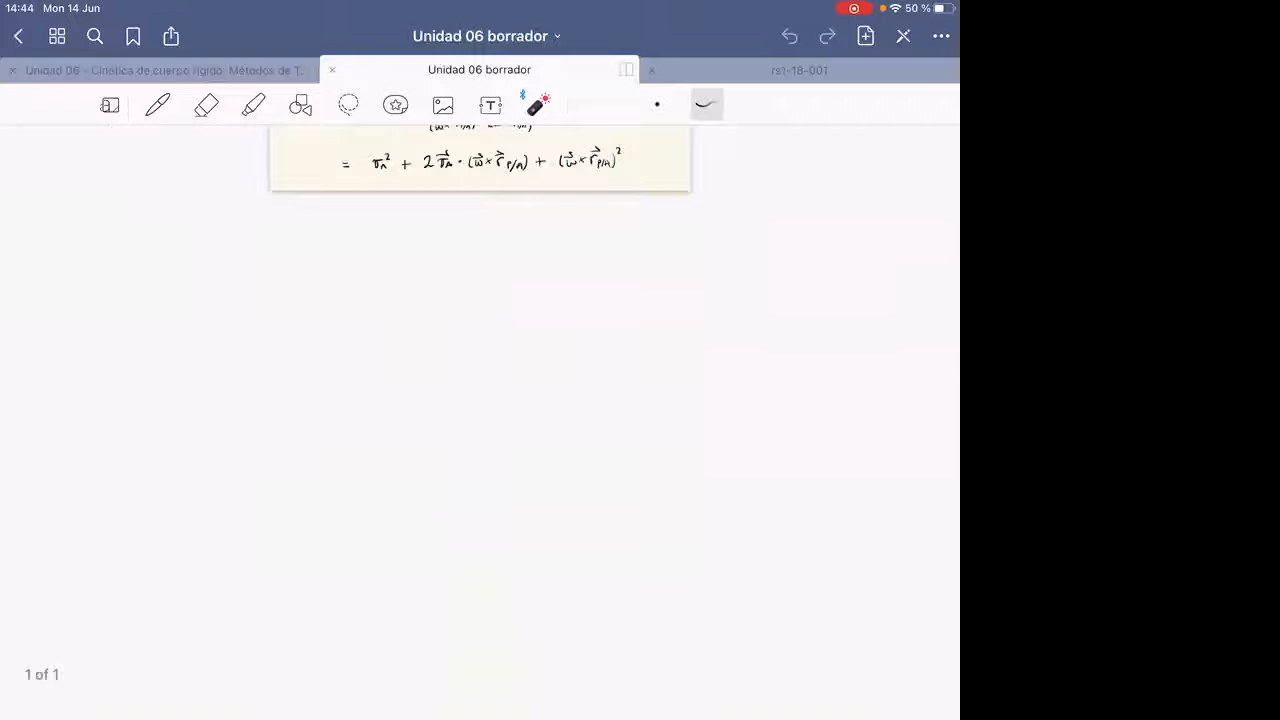 14:44 Mon 14 Jun
50 %
Unidad 06 borrador
Unidad 06 - Cinética de cuerpo rígido. Métodos de T...
Unidad 06 borrador
rs1-18-001
T
= v_A² + 2 v⃗_A · (ω⃗ × r⃗_P/A) + (ω⃗ × r⃗_P/A)²
1 of 1